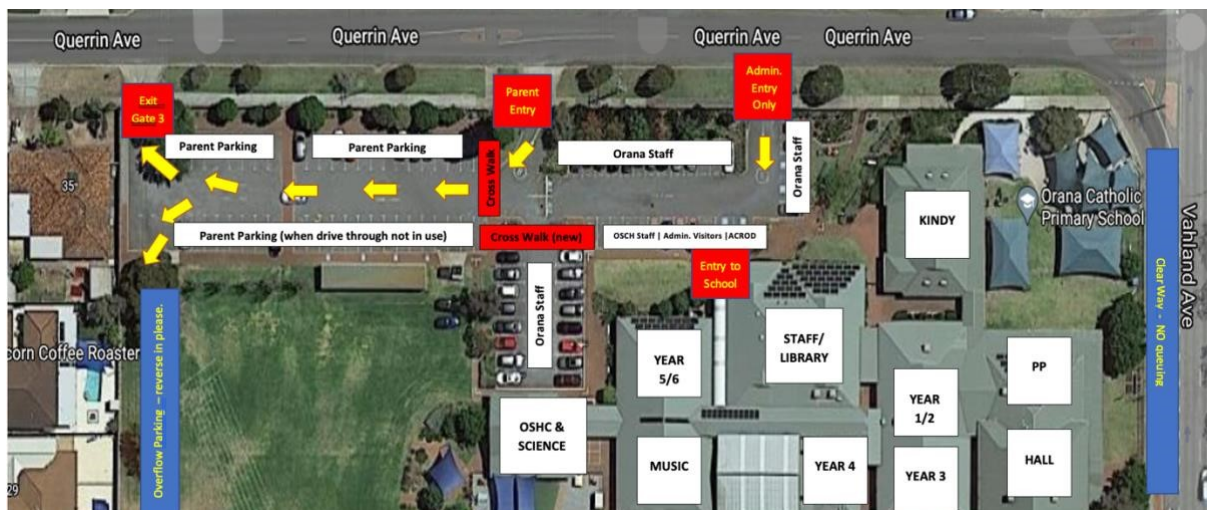 Querrin Ave
Querrin Ave
Querrin Ave
Querrin Ave
Exit
Gate 3
Parent
Entry
Admin.
Entry
Only
Parent Parking
Parent Parking
Cross Walk
Orana Staff
Orana Staff
35
Orana Catholic
Primary School
KINDY
Vahland Ave
Clear Way - NO queuing
Parent Parking (when drive through not in use)
Cross Walk (new)
OSCH Staff | Admin. Visitors |ACROD
Entry to
School
Orana Staff
corn Coffee Roaster
Overflow Parking – reverse in please.
YEAR
5/6
STAFF/
LIBRARY
PP
YEAR
1/2
OSHC &
SCIENCE
MUSIC
YEAR 4
YEAR 3
HALL
29